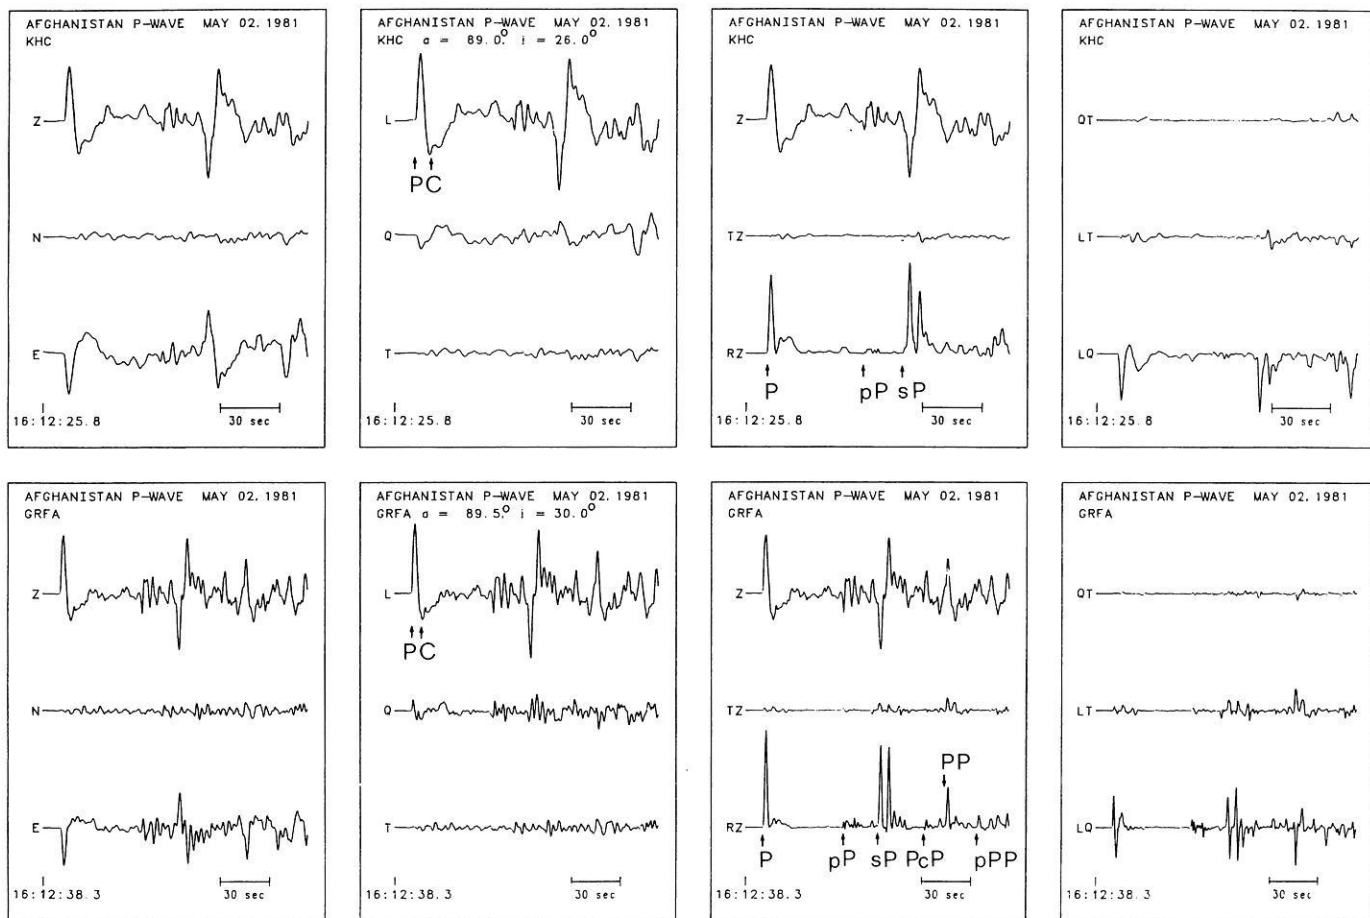 AFGHANISTAN P-WAVE MAY 02. 1981
KHC
Z
N
E
16:12:25.8
30 sec
AFGHANISTAN P-WAVE MAY 02. 1981
KHC a = 89.0° i = 26.0°
L
P C
Q
T
16:12:25.8
30 sec
AFGHANISTAN P-WAVE MAY 02. 1981
KHC
Z
TZ
RZ
P pP sP
16:12:25.8
30 sec
AFGHANISTAN P-WAVE MAY 02. 1981
KHC
QT
LT
LQ
16:12:25.8
30 sec
AFGHANISTAN P-WAVE MAY 02. 1981
GRFA
Z
N
E
16:12:38.3
30 sec
AFGHANISTAN P-WAVE MAY 02. 1981
GRFA a = 89.5° i = 30.0°
L
P C
Q
T
16:12:38.3
30 sec
AFGHANISTAN P-WAVE MAY 02. 1981
GRFA
Z
TZ
PP
RZ
P pP sP PcP pPP
16:12:38.3
30 sec
AFGHANISTAN P-WAVE MAY 02. 1981
GRFA
QT
LT
LQ
16:12:38.3
30 sec